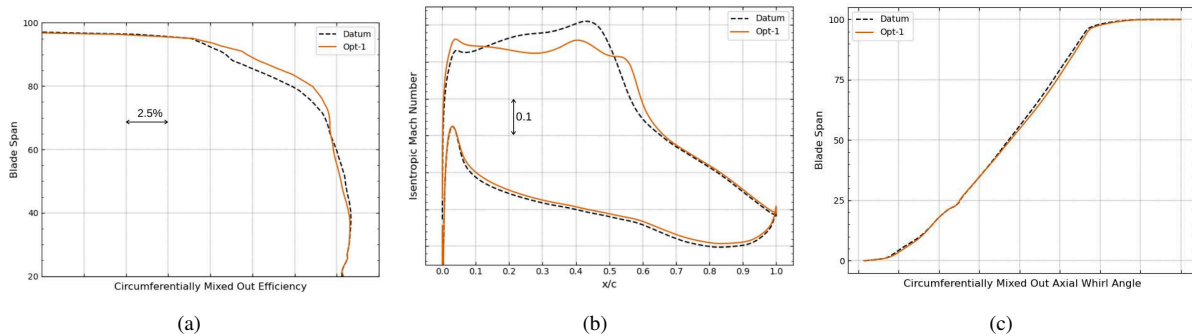 100
80
60
40
20
Blade Span
Circumferentially Mixed Out Efficiency
2.5%
Datum
Opt-1
(a)
Isentropic Mach Number
0.1
Datum
Opt-1
0.0 0.1 0.2 0.3 0.4 0.5 0.6 0.7 0.8 0.9 1.0
x/c
(b)
100
75
50
25
0
Blade Span
Datum
Opt-1
Circumferentially Mixed Out Axial Whirl Angle
(c)